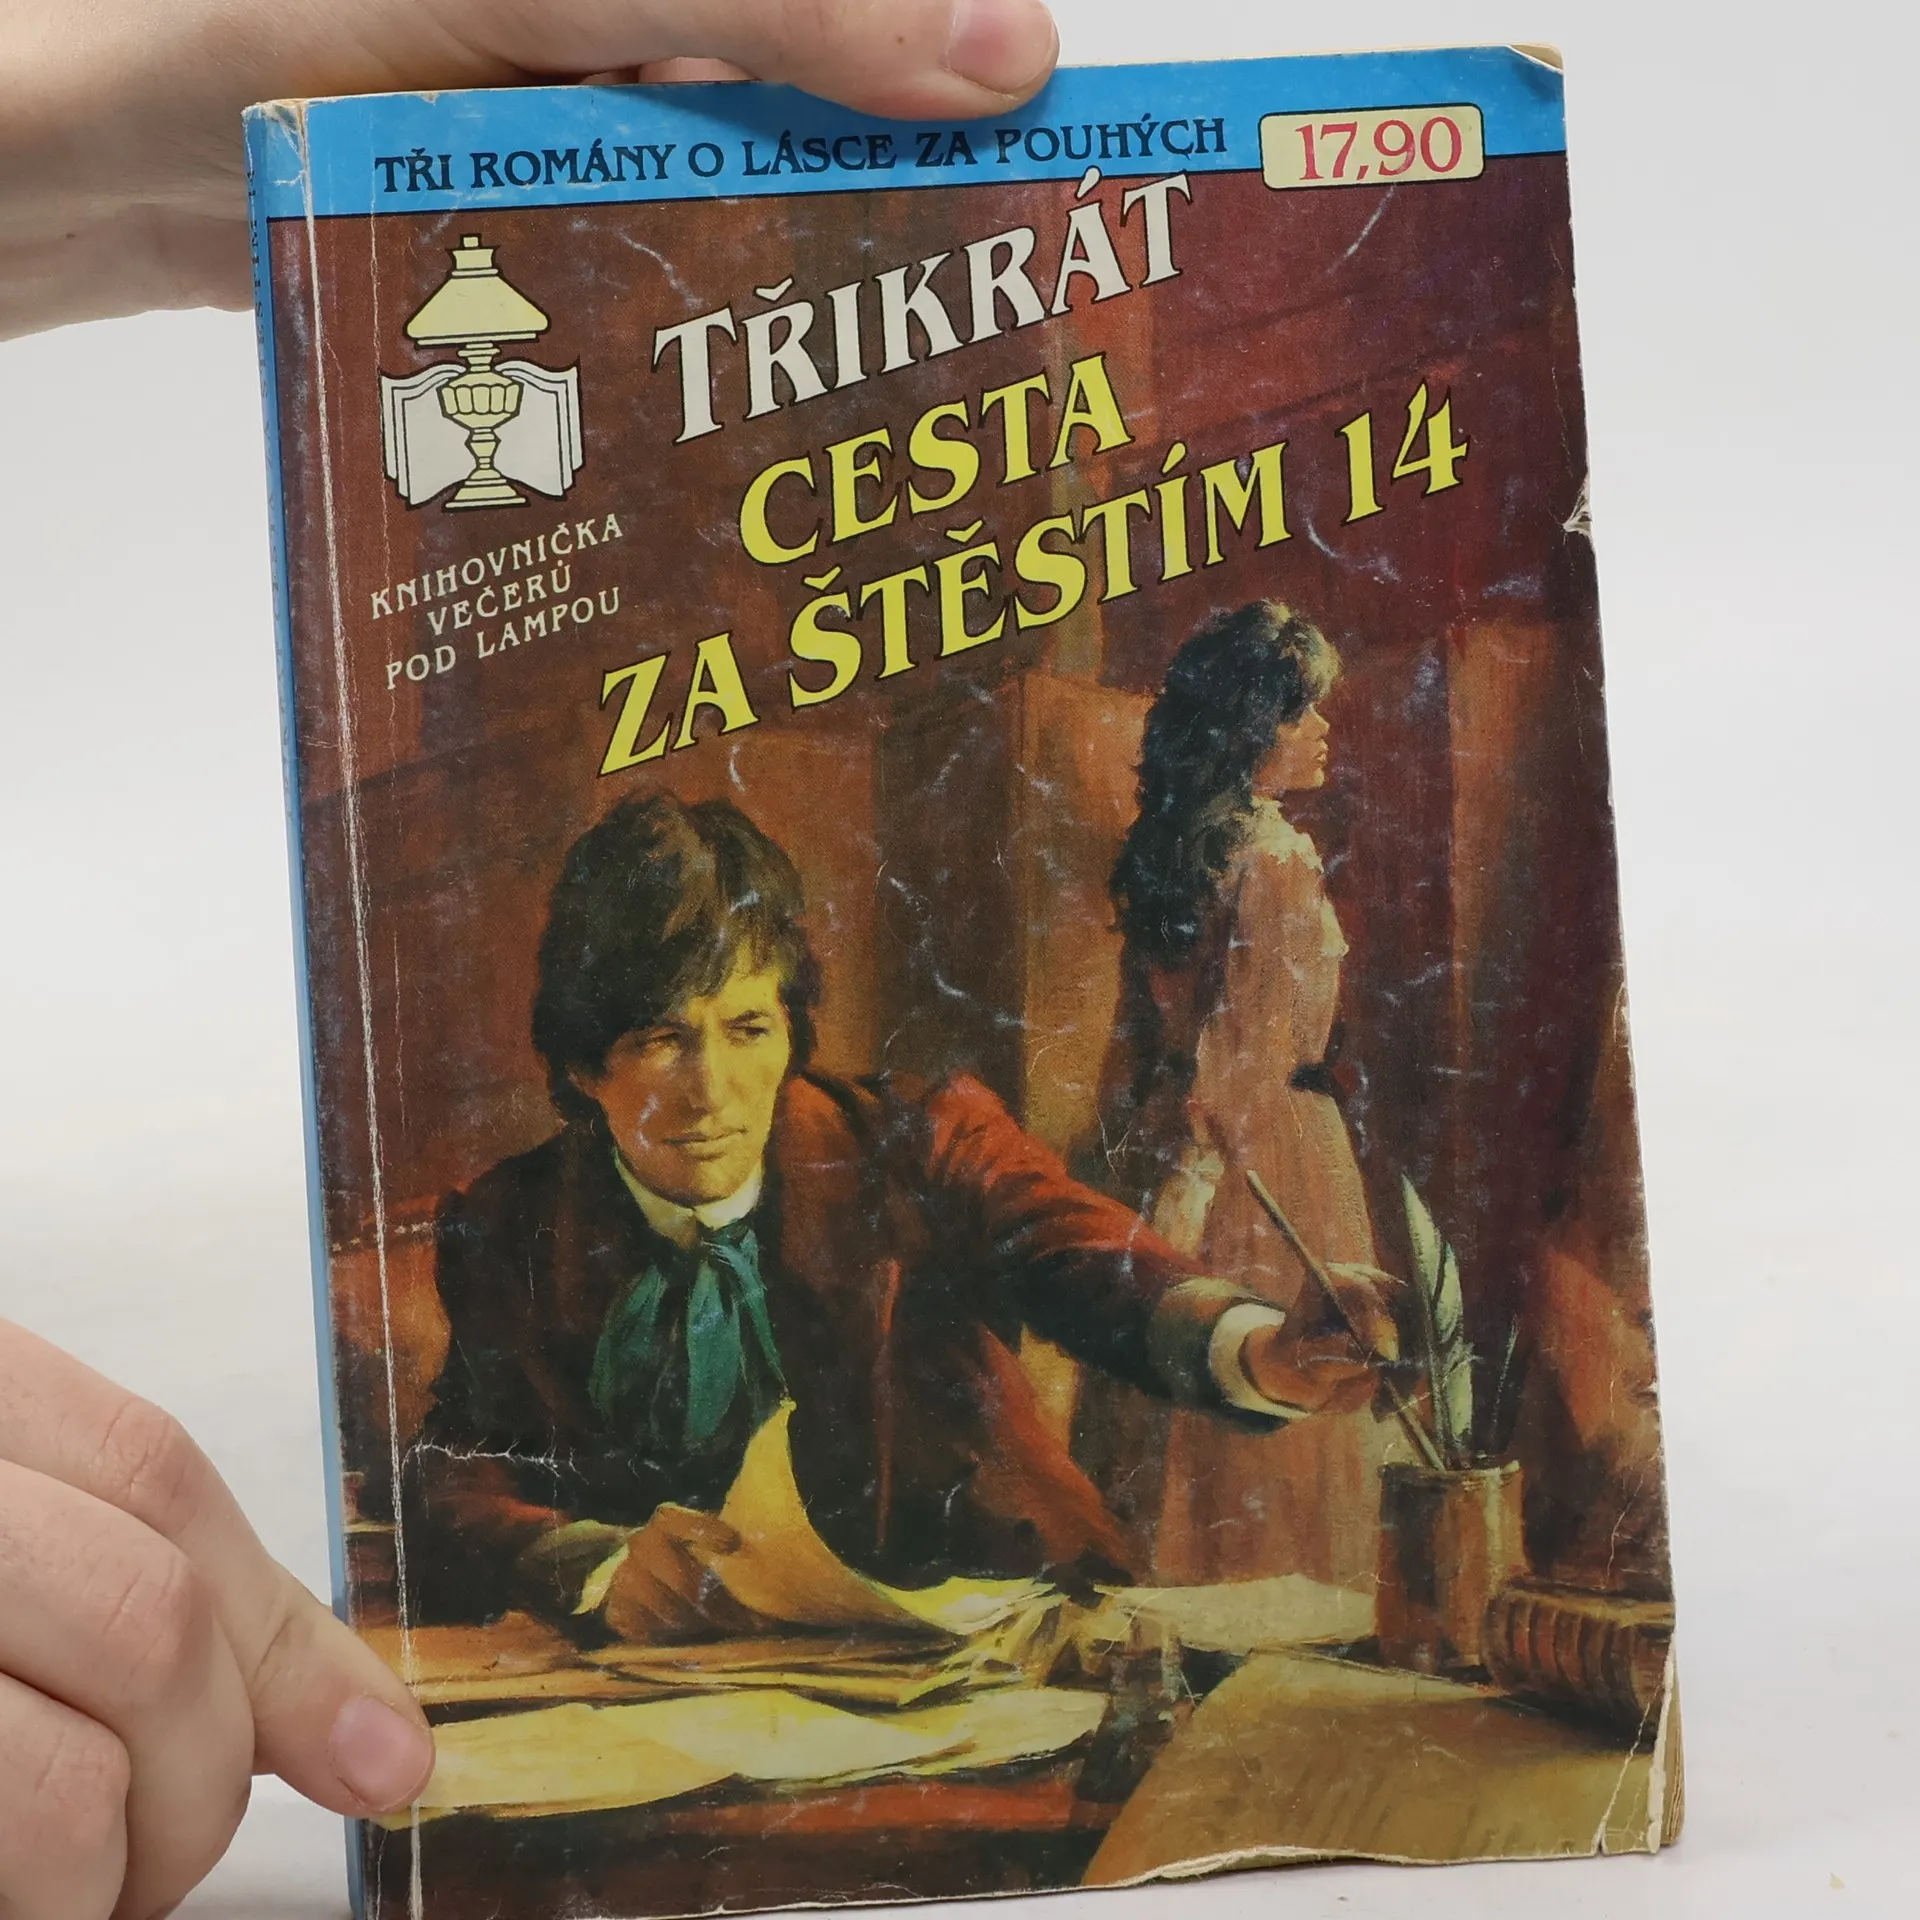 TŘI ROMÁNY O LÁSCE ZA POUHÝCH 17,90
TŘIKRÁT
CESTA
ZA ŠTĚSTÍM 14
KNIHOVNIČKA
VEČERŮ
POD LAMPOU